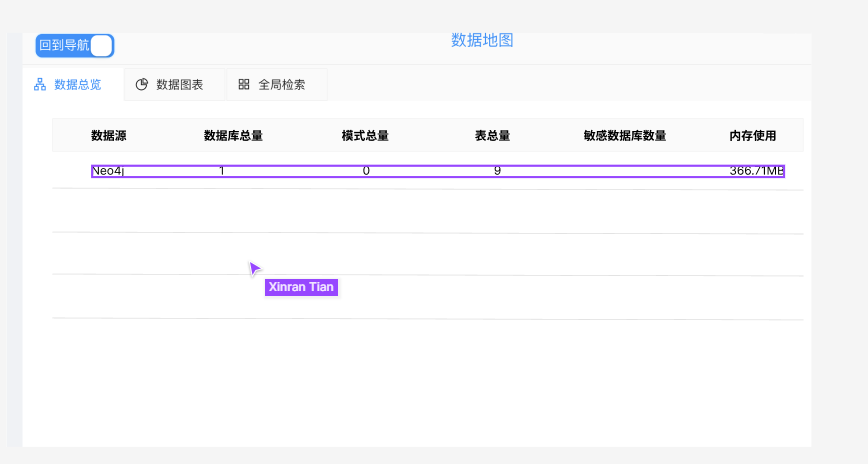 回到导航
数据地图
数据总览 数据图表 全局检索
数据源 数据库总量 模式总量 表总量 敏感数据库数量 内存使用
Neo4j 1 0 9 366.71MB
Xinran Tian